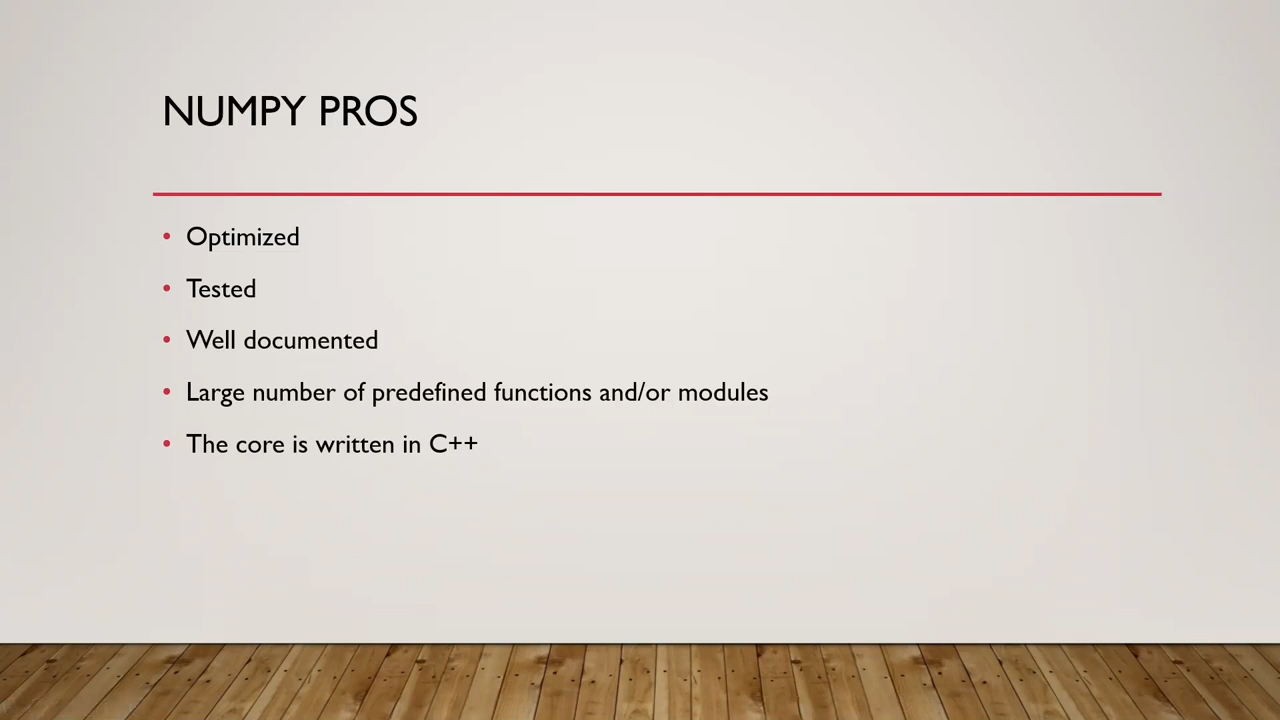 NUMPY PROS
• Optimized
• Tested
• Well documented
• Large number of predefined functions and/or modules
• The core is written in C++